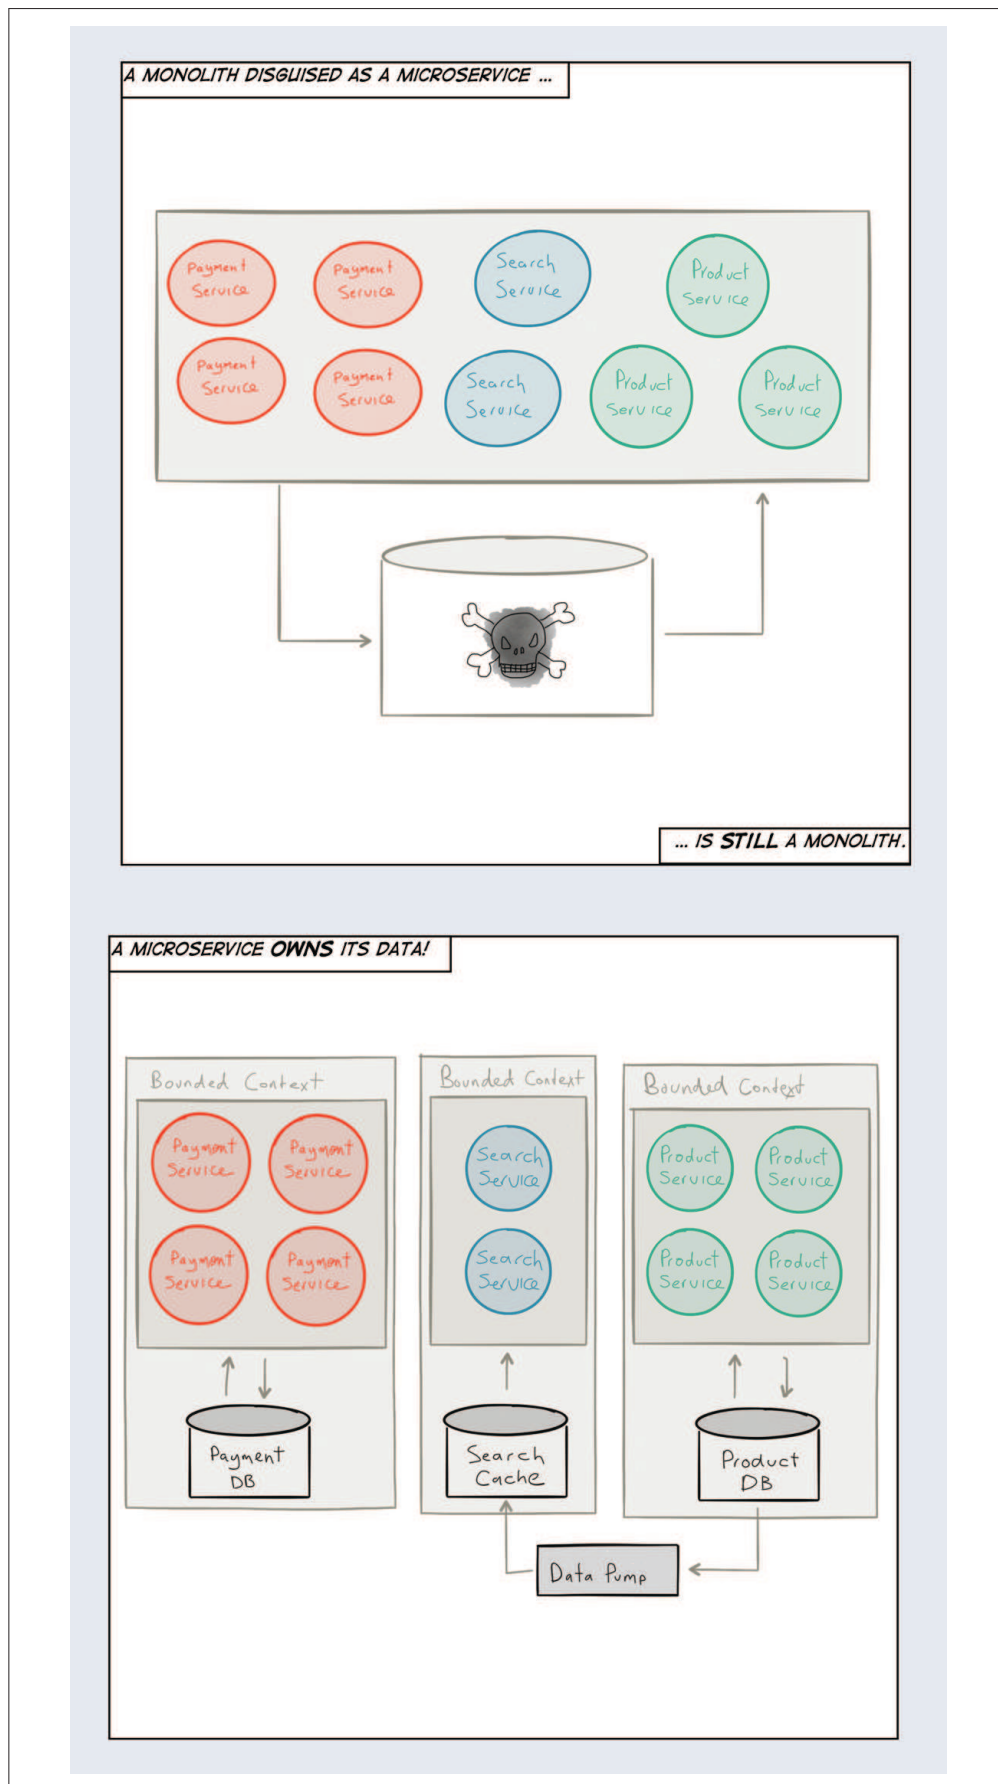 A MONOLITH DISGUISED AS A MICROSERVICE ...
Payment
Service
Payment
Service
Search
Service
Product
Service
Payment
Service
Payment
Service
Search
Service
Product
Service
Product
Service
... IS STILL A MONOLITH.
A MICROSERVICE OWNS ITS DATA!
Bounded Context
Payment
Service
Payment
Service
Payment
Service
Payment
Service
Payment
DB
Bounded Context
Search
Service
Search
Service
Search
Cache
Bounded Context
Product
Service
Product
Service
Product
Service
Product
Service
Product
DB
Data Pump